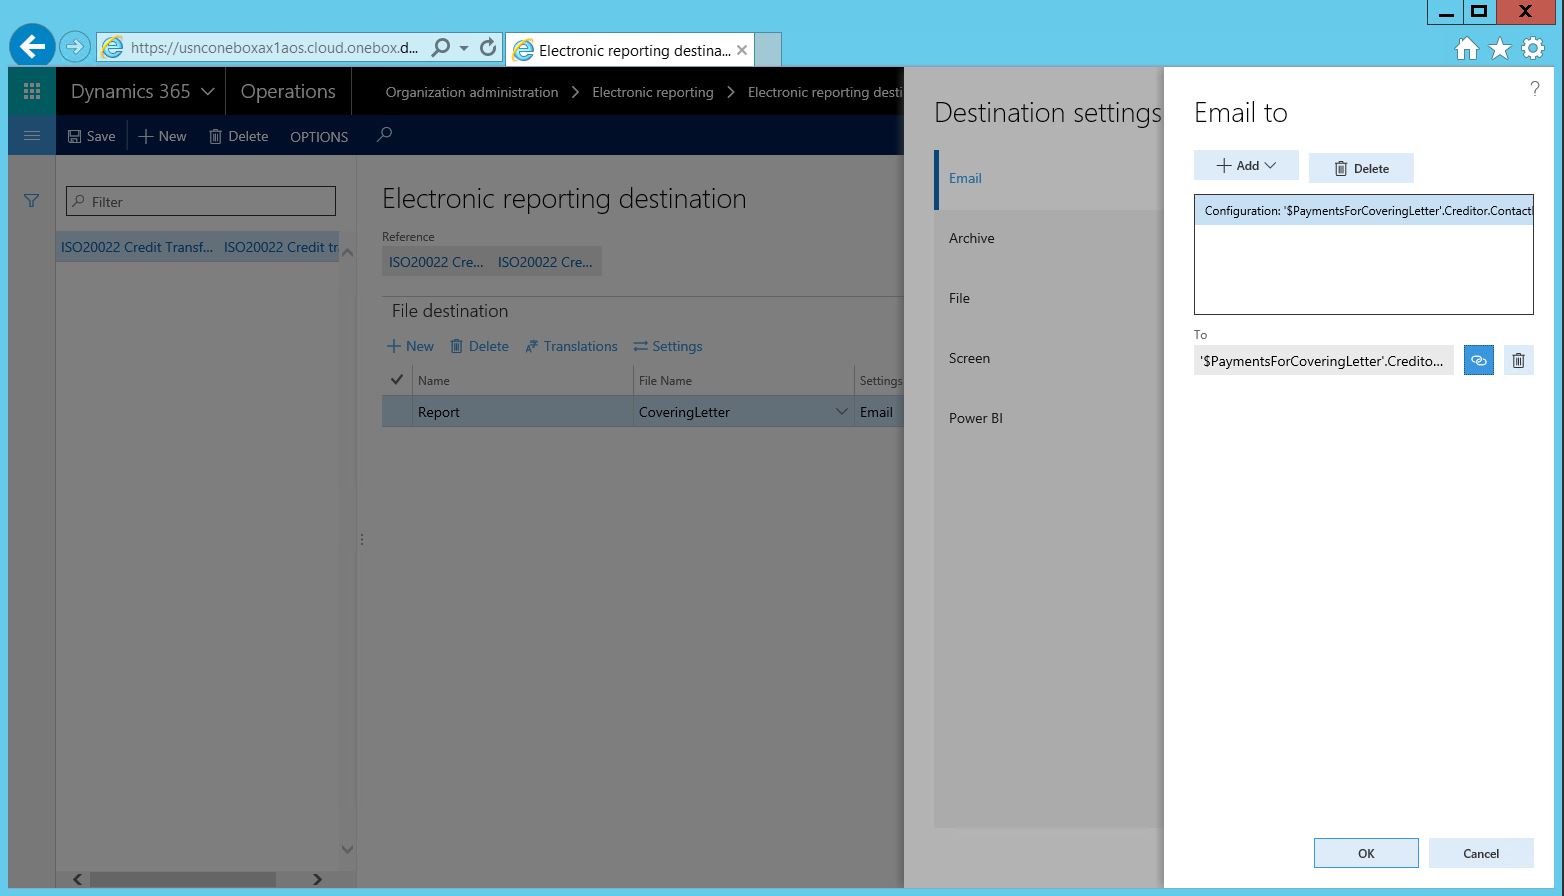 https://usnconeboxax1aos.cloud.onebox.d...
Electronic reporting destina...
Dynamics 365
Operations
Organization administration > Electronic reporting > Electronic reporting desti
Save
New
Delete
OPTIONS
Filter
ISO20022 Credit Transf... ISO20022 Credit tr
Electronic reporting destination
Reference
ISO20022 Cre... ISO20022 Cre...
File destination
New
Delete
Translations
Settings
Name File Name Settings
Report CoveringLetter Email
Destination settings
Email
Archive
File
Screen
Power BI
?
Email to
Add
Delete
Configuration: '$PaymentsForCoveringLetter'.Creditor.Contact
To
'$PaymentsForCoveringLetter'.Credito...
OK
Cancel